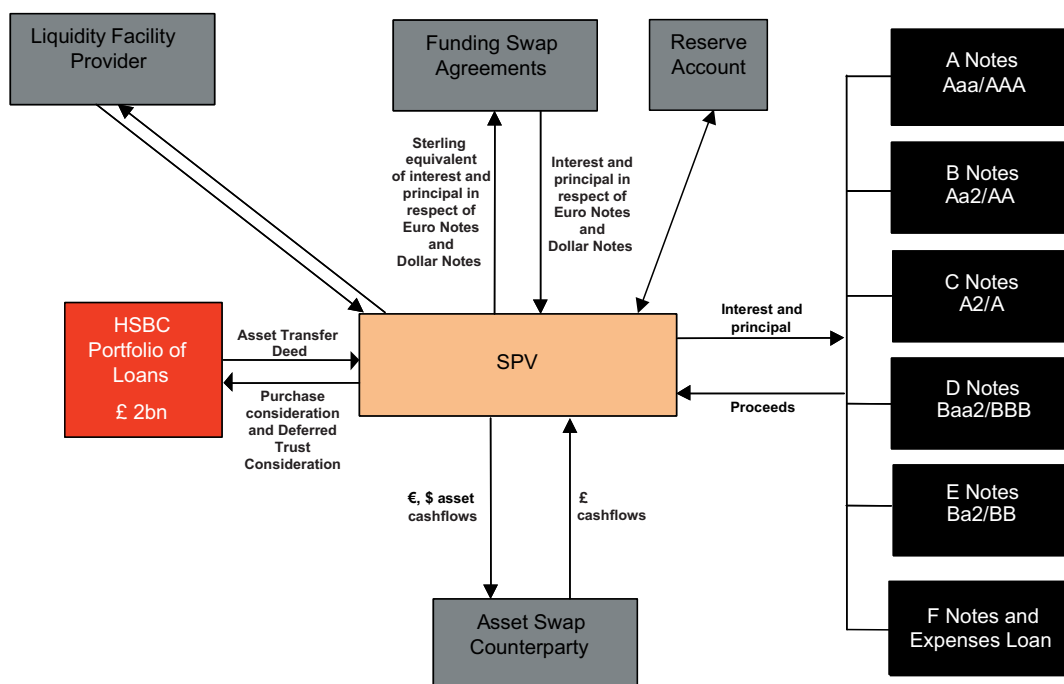 Liquidity Facility
Provider
Funding Swap
Agreements
Reserve
Account
A Notes
Aaa/AAA
B Notes
Aa2/AA
C Notes
A2/A
D Notes
Baa2/BBB
E Notes
Ba2/BB
F Notes and
Expenses Loan
Sterling
equivalent
of interest and
principal in
respect of
Euro Notes
and
Dollar Notes
Interest and
principal in
respect of
Euro Notes
and
Dollar Notes
HSBC
Portfolio of
Loans
£ 2bn
Asset Transfer
Deed
Purchase
consideration
and Deferred
Trust
Consideration
SPV
Interest and
principal
Proceeds
€, $ asset
cashflows
£
cashflows
Asset Swap
Counterparty